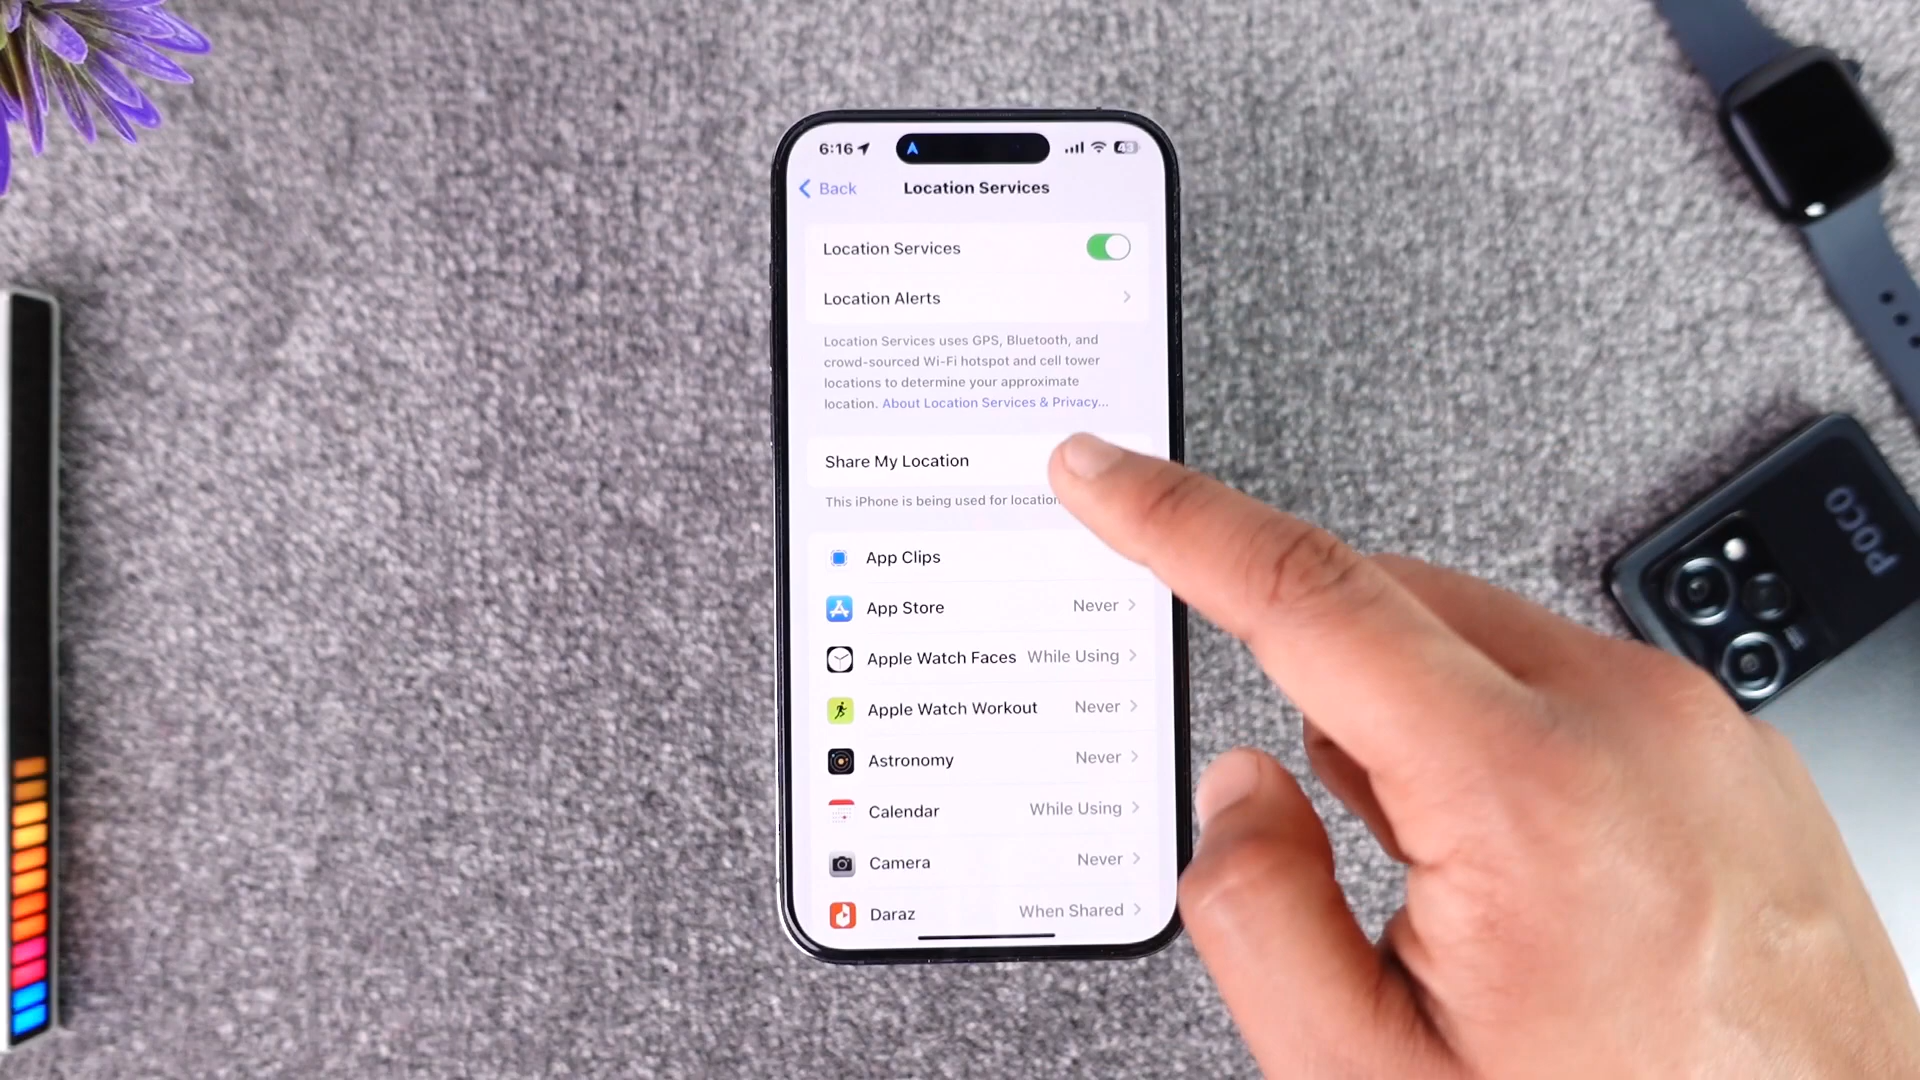 6:16
43
Back
Location Services
Location Services
Location Alerts
Location Services uses GPS, Bluetooth, and
crowd-sourced Wi-Fi hotspot and cell tower
locations to determine your approximate
location. About Location Services & Privacy...
Share My Location
This iPhone is being used for location
App Clips
App Store Never
Apple Watch Faces While Using
Apple Watch Workout Never
Astronomy Never
Calendar While Using
Camera Never
Daraz When Shared
POCO